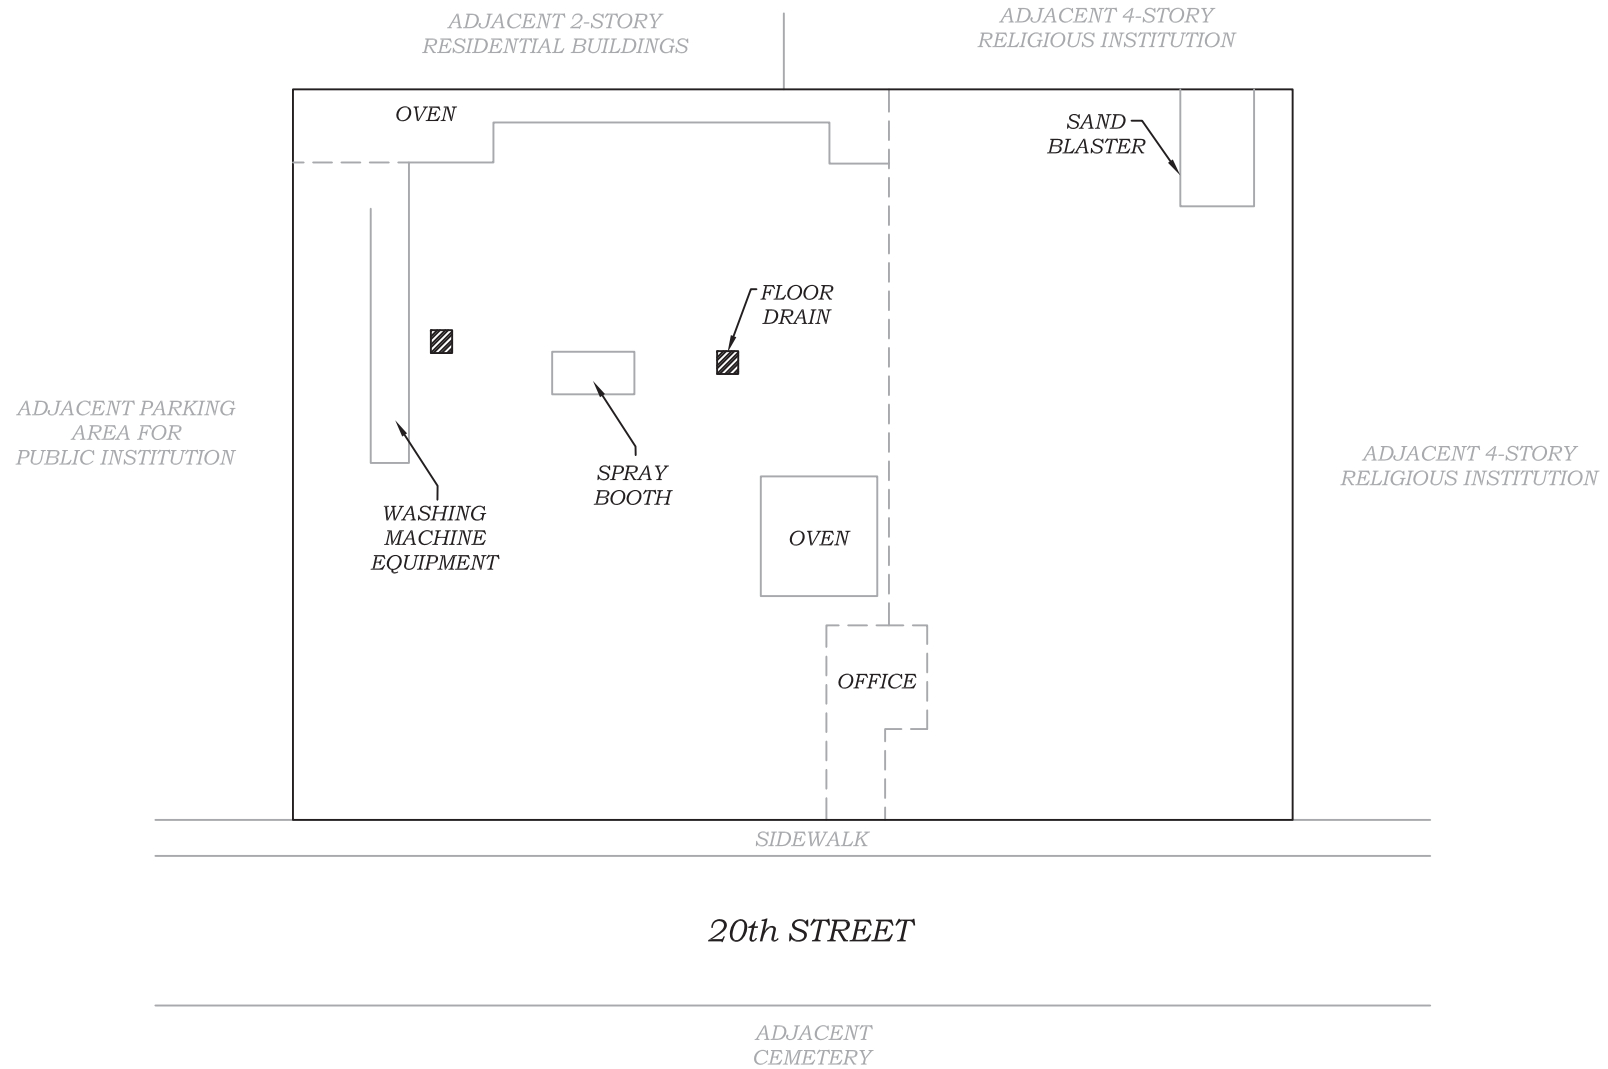 ADJACENT 2-STORY
RESIDENTIAL BUILDINGS
ADJACENT 4-STORY
RELIGIOUS INSTITUTION
OVEN
SAND
BLASTER
FLOOR
DRAIN
ADJACENT PARKING
AREA FOR
PUBLIC INSTITUTION
SPRAY
BOOTH
WASHING
MACHINE
EQUIPMENT
ADJACENT 4-STORY
RELIGIOUS INSTITUTION
OVEN
OFFICE
SIDEWALK
20th STREET
ADJACENT
CEMETERY